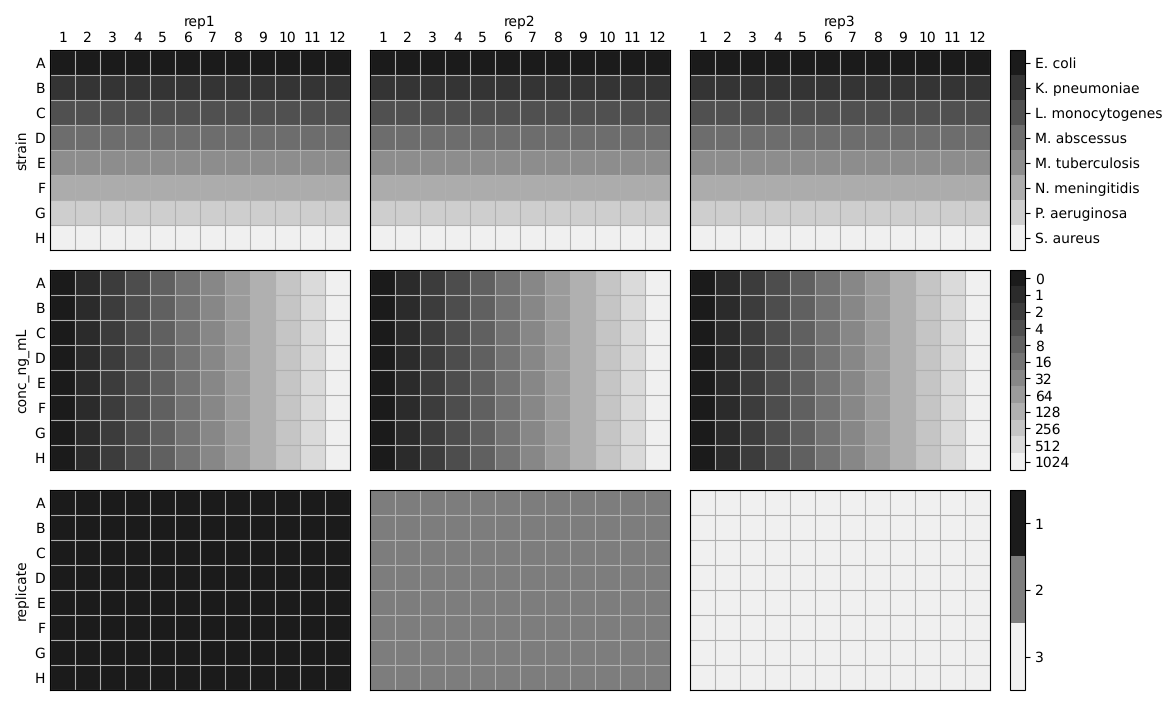 rep1 rep2 rep3
1 2 3 4 5 6 7 8 9 10 11 12 1 2 3 4 5 6 7 8 9 10 11 12 1 2 3 4 5 6 7 8 9 10 11 12
strain
A
B
C
D
E
F
G
H
E. coli
K. pneumoniae
L. monocytogenes
M. abscessus
M. tuberculosis
N. meningitidis
P. aeruginosa
S. aureus
conc_ng_mL
A
B
C
D
E
F
G
H
0
1
2
4
8
16
32
64
128
256
512
1024
replicate
A
B
C
D
E
F
G
H
1
2
3